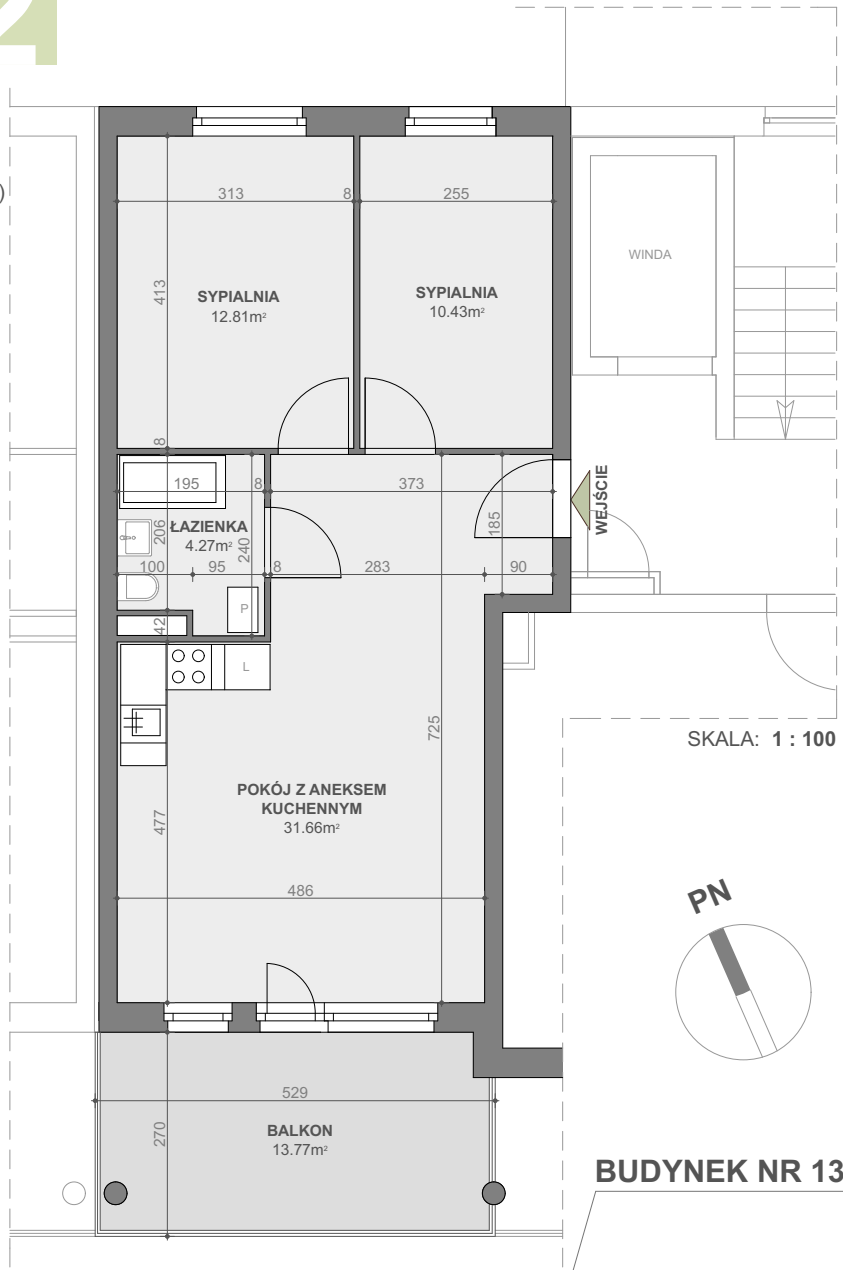 )
313
8
255
WINDA
413
SYPIALNIA
12.81m²
SYPIALNIA
10.43m²
8
195
8
373
WEJŚCIE
206
ŁAZIENKA
4.27m²
240
185
100
95
8
283
90
P
42
L
725
SKALA: 1 : 100
POKÓJ Z ANEKSEM
KUCHENNYM
31.66m²
477
486
PN
529
270
BALKON
13.77m²
BUDYNEK NR 13